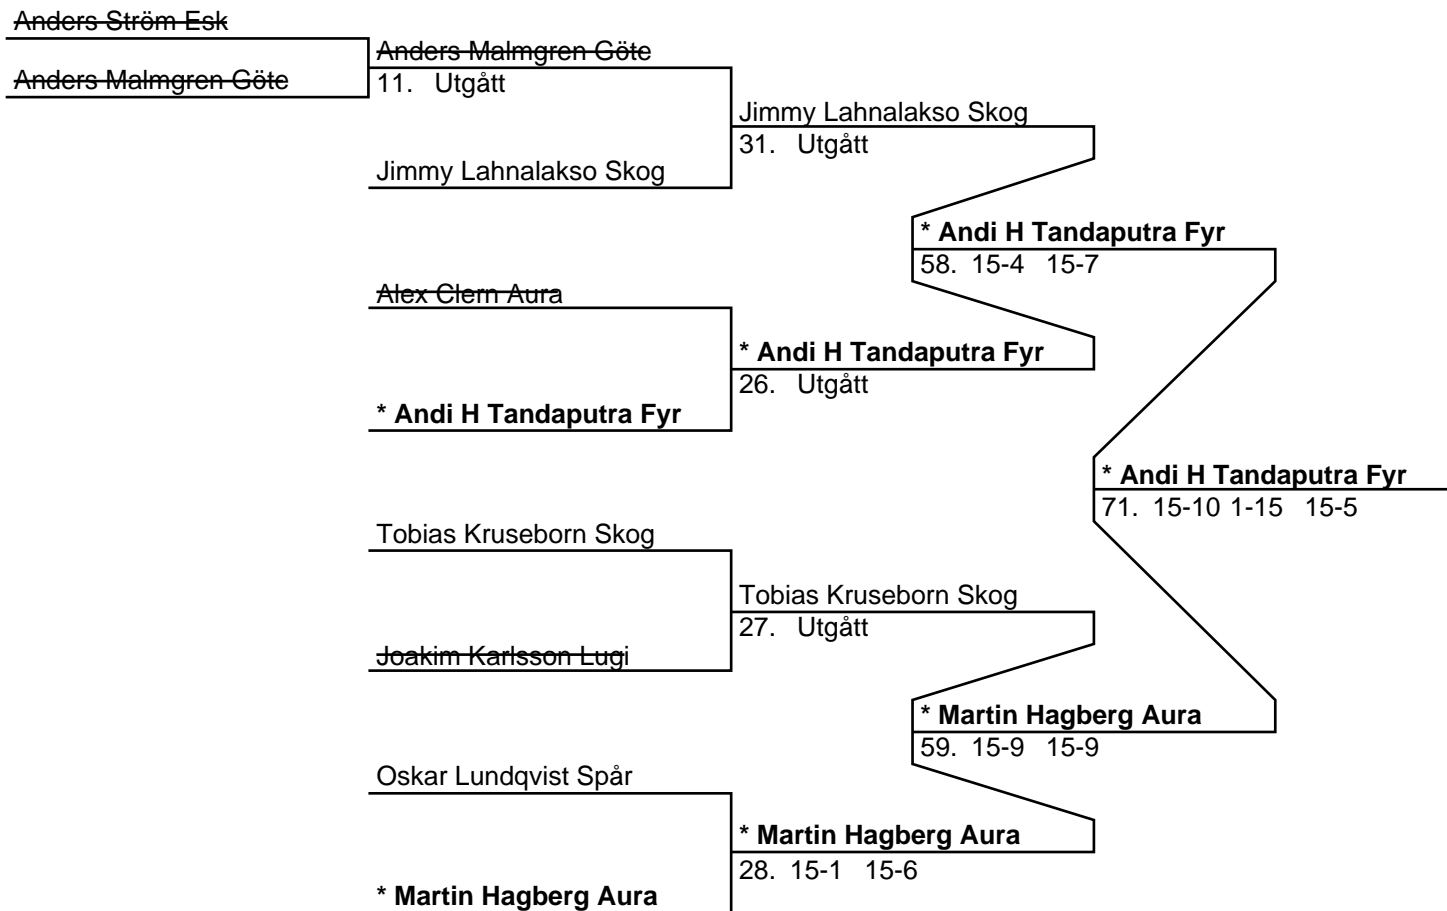 Anders Ström Esk
Anders Malmgren Göte
Anders Malmgren Göte
11. Utgått
Jimmy Lahnalakso Skog
31. Utgått
Jimmy Lahnalakso Skog
* Andi H Tandaputra Fyr
58. 15-4 15-7
Alex Clern Aura
* Andi H Tandaputra Fyr
26. Utgått
* Andi H Tandaputra Fyr
* Andi H Tandaputra Fyr
71. 15-10 1-15 15-5
Tobias Kruseborn Skog
Tobias Kruseborn Skog
27. Utgått
Joakim Karlsson Lugi
* Martin Hagberg Aura
59. 15-9 15-9
Oskar Lundqvist Spår
* Martin Hagberg Aura
28. 15-1 15-6
* Martin Hagberg Aura